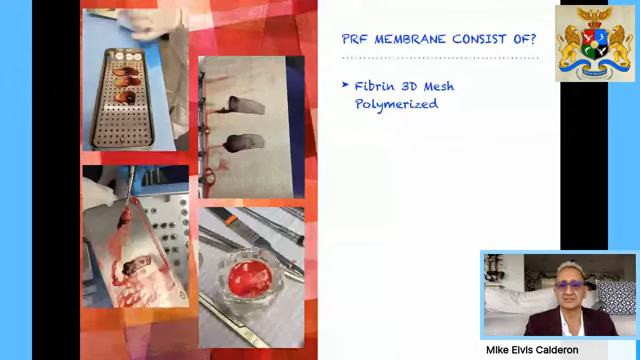 PRF MEMBRANE CONSIST OF?
➤ Fibrin 3D Mesh
Polymerized
Mike Elvis Calderon